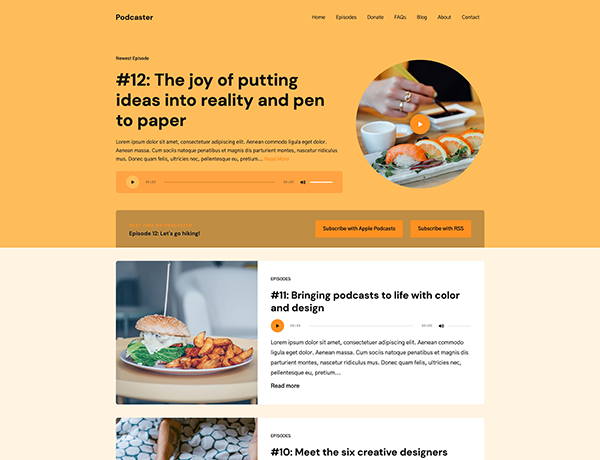 Podcaster
Home Episodes Donate FAQs Blog About Contact
Newest Episode
#12: The joy of putting
ideas into reality and pen
to paper
Lorem ipsum dolor sit amet, consectetuer adipiscing elit. Aenean commodo ligula eget dolor.
Aenean massa. Cum sociis natoque penatibus et magnis dis parturient montes, nascetur ridiculus mus.
Donec quam felis, ultricies nec, pellentesque eu, pretium.... Read More
00:00 00:00
Episode 12: Let's go hiking!
Subscribe with Apple Podcasts
Subscribe with RSS
EPISODES
#11: Bringing podcasts to life with color
and design
00:00 00:00
Lorem ipsum dolor sit amet, consectetuer adipiscing elit. Aenean commodo
ligula eget dolor. Aenean massa. Cum sociis natoque penatibus et magnis dis
parturient montes, nascetur ridiculus mus. Donec quam felis, ultricies nec,
pellentesque eu, pretium....
Read more
EPISODES
#10: Meet the six creative designers